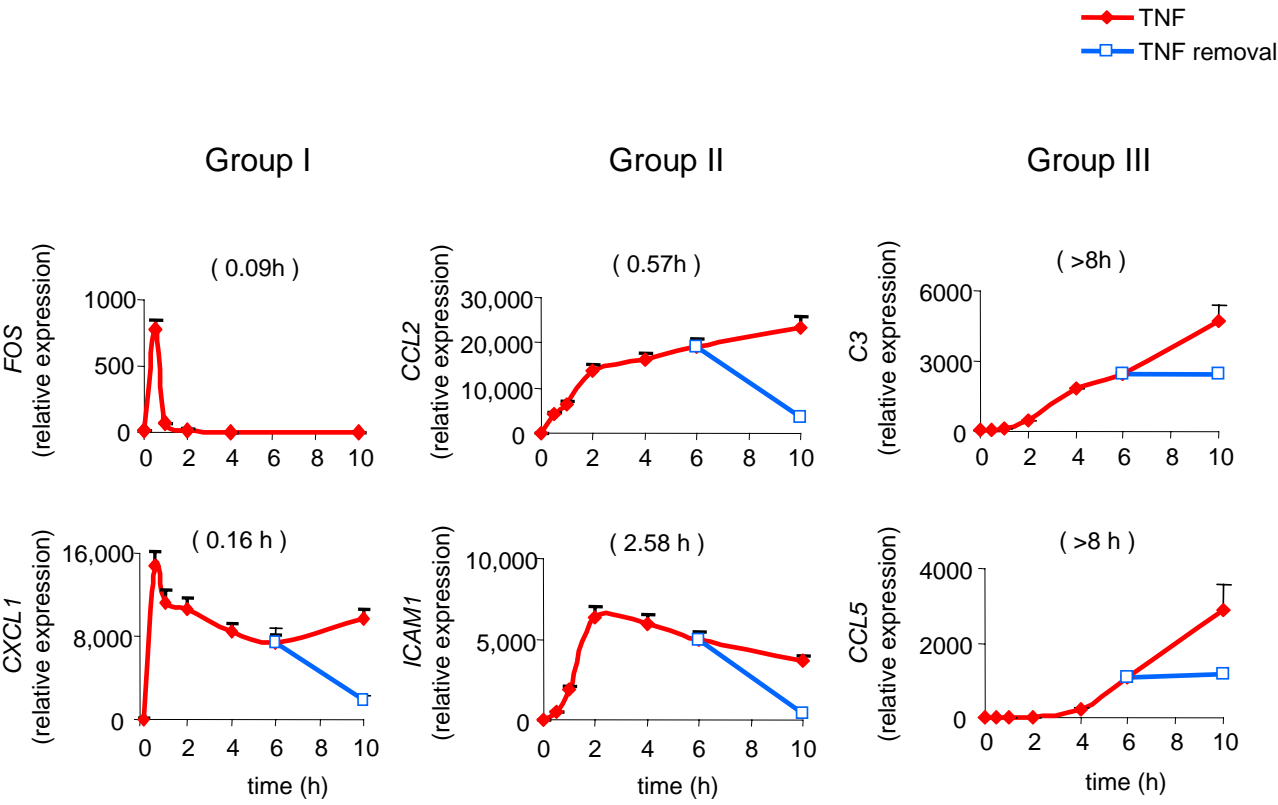 TNF
TNF removal
Group I
Group II
Group III
FOS
(relative expression)
( 0.09h )
1000
500
0
0 2 4 6 8 10
CCL2
(relative expression)
( 0.57h )
30,000
20,000
10,000
0
0 2 4 6 8 10
C3
(relative expression)
( >8h )
6000
3000
0
0 2 4 6 8 10
CXCL1
(relative expression)
( 0.16 h )
16,000
8,000
0
0 2 4 6 8 10
time (h)
ICAM1
(relative expression)
( 2.58 h )
10,000
5,000
0
0 2 4 6 8 10
time (h)
CCL5
(relative expression)
( >8 h )
4000
2000
0
0 2 4 6 8 10
time (h)